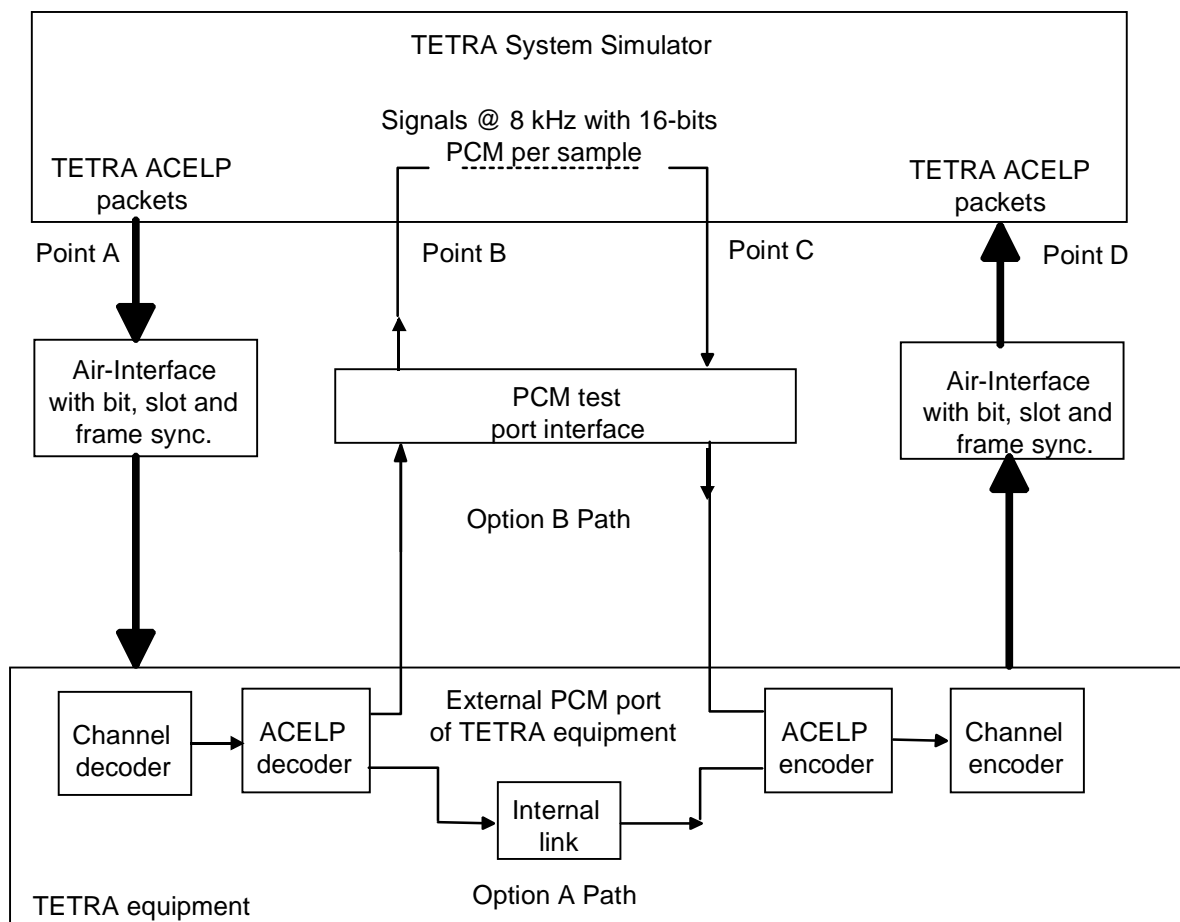 TETRA System Simulator
Signals @ 8 kHz with 16-bits
PCM per sample
TETRA ACELP
packets
TETRA ACELP
packets
Point A
Point B
Point C
Point D
Air-Interface
with bit, slot and
frame sync.
PCM test
port interface
Air-Interface
with bit, slot and
frame sync.
Option B Path
Channel
decoder
ACELP
decoder
External PCM port
of TETRA equipment
ACELP
encoder
Channel
encoder
Internal
link
Option A Path
TETRA equipment